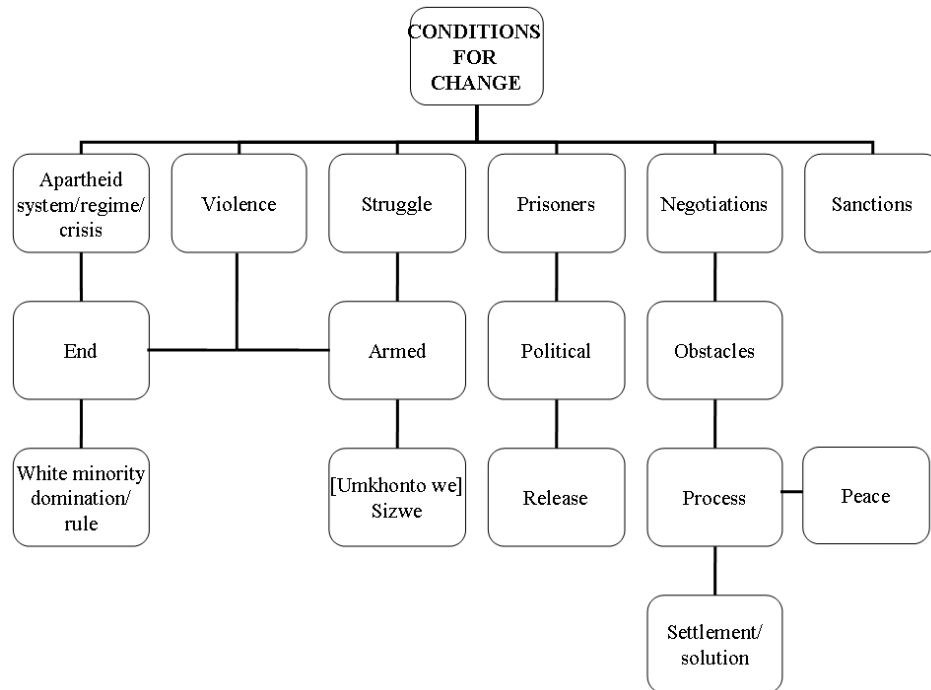 CONDITIONS
FOR
CHANGE
Apartheid
system/regime/
crisis
Violence
Struggle
Prisoners
Negotiations
Sanctions
End
Armed
Political
Obstacles
White minority
domination/
rule
[Umkhonto we]
Sizwe
Release
Process
Peace
Settlement/
solution